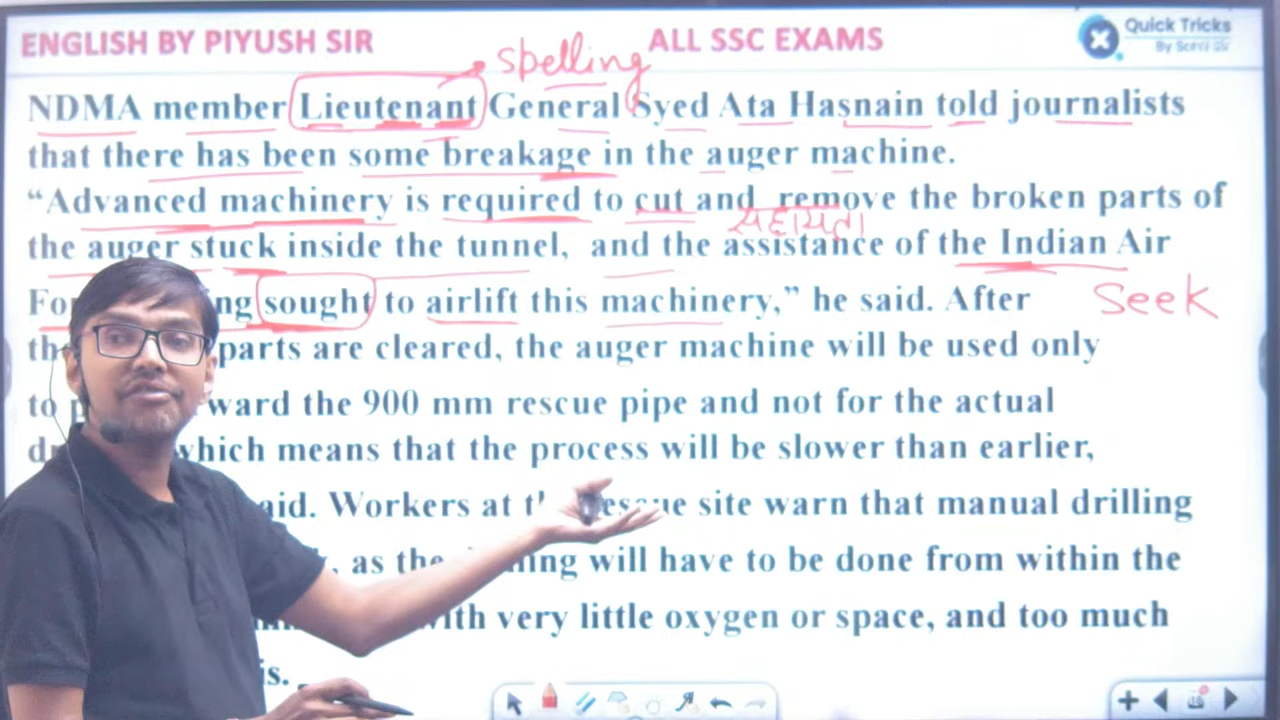 ENGLISH BY PIYUSH SIR
ALL SSC EXAMS
Quick Tricks
By Sahil Sir
spelling
NDMA member Lieutenant General Syed Ata Hasnain told journalists
that there has been some breakage in the auger machine.
“Advanced machinery is required to cut and remove the broken parts of
सहायता
the auger stuck inside the tunnel, and the assistance of the Indian Air
sought to airlift this machinery,” he said. After
Seek
parts are cleared, the auger machine will be used only
to ward the 900 mm rescue pipe and not for the actual
which means that the process will be slower than earlier,
aid. Workers at site warn that manual drilling
, as the will have to be done from within the
with very little oxygen or space, and too much
is.